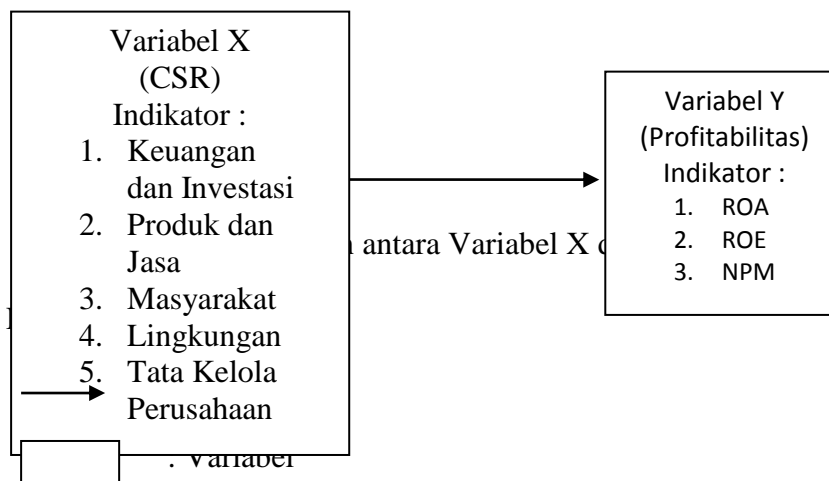 Variabel X
(CSR)
Indikator :
1. Keuangan
dan Investasi
2. Produk dan
Jasa
3. Masyarakat
4. Lingkungan
5. Tata Kelola
Perusahaan
antara Variabel X
Variabel Y
(Profitabilitas)
Indikator :
1. ROA
2. ROE
3. NPM
: Variabel